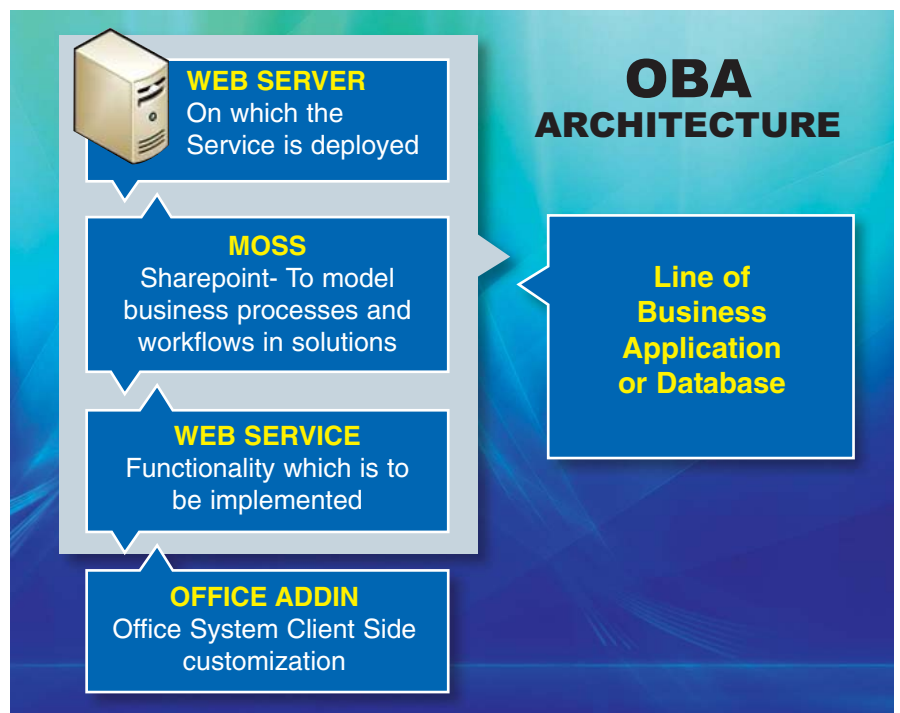 WEB SERVER
On which the
Service is deployed
MOSS
Sharepoint- To model
business processes and
workflows in solutions
WEB SERVICE
Functionality which is to
be implemented
OFFICE ADDIN
Office System Client Side
customization
OBA
ARCHITECTURE
Line of
Business
Application
or Database